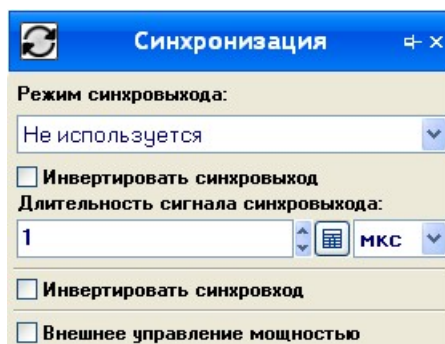 Синхронизация
Режим синхровыхода:
Не используется
Инвертировать синхровыход
Длительность сигнала синхровыхода:
1 мкс
Инвертировать синхровход
Внешнее управление мощностью